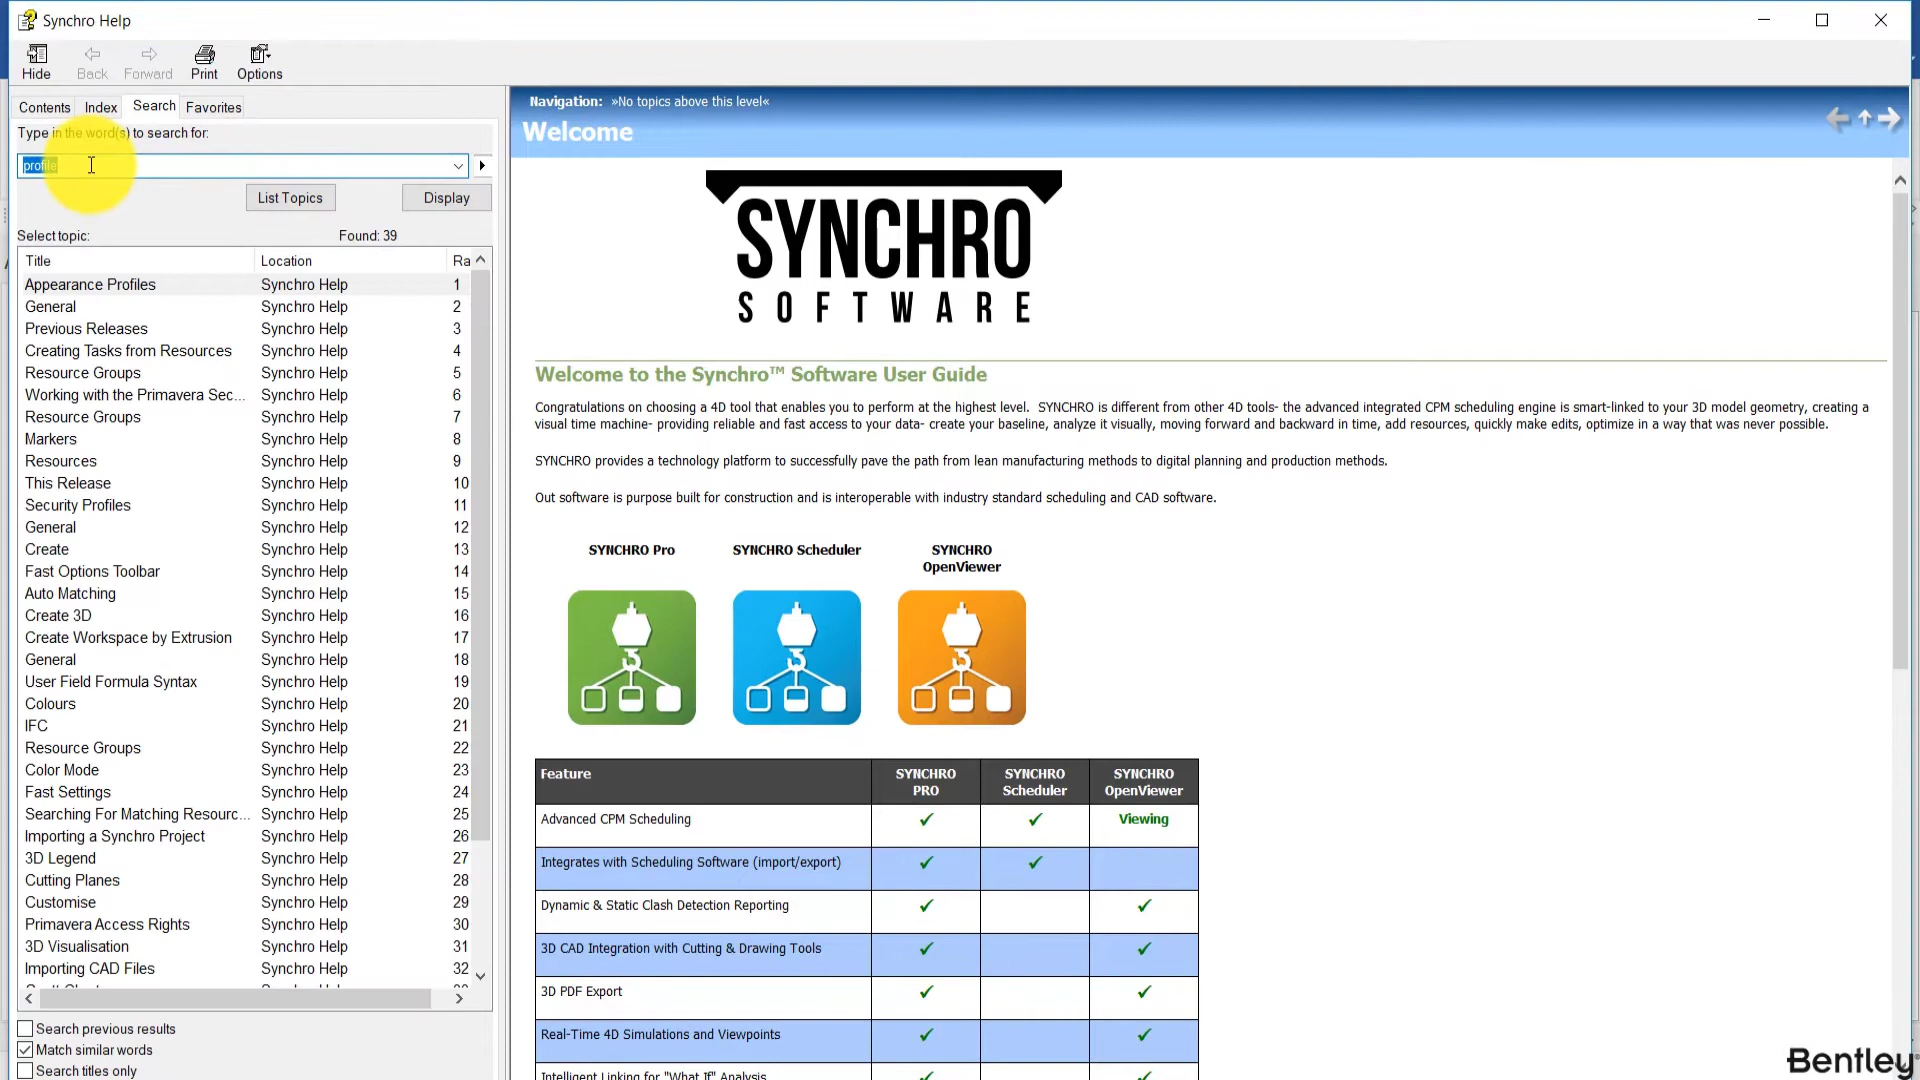 Synchro Help
Hide Back Forward Print Options
Contents Index Search Favorites
Type in the word(s) to search for:
profile
List Topics Display
Select topic: Found: 39
Title Location Ra
Appearance Profiles Synchro Help 1
General Synchro Help 2
Previous Releases Synchro Help 3
Creating Tasks from Resources Synchro Help 4
Resource Groups Synchro Help 5
Working with the Primavera Sec... Synchro Help 6
Resource Groups Synchro Help 7
Markers Synchro Help 8
Resources Synchro Help 9
This Release Synchro Help 10
Security Profiles Synchro Help 11
General Synchro Help 12
Create Synchro Help 13
Fast Options Toolbar Synchro Help 14
Auto Matching Synchro Help 15
Create 3D Synchro Help 16
Create Workspace by Extrusion Synchro Help 17
General Synchro Help 18
User Field Formula Syntax Synchro Help 19
Colours Synchro Help 20
IFC Synchro Help 21
Resource Groups Synchro Help 22
Color Mode Synchro Help 23
Fast Settings Synchro Help 24
Searching For Matching Resourc... Synchro Help 25
Importing a Synchro Project Synchro Help 26
3D Legend Synchro Help 27
Cutting Planes Synchro Help 28
Customise Synchro Help 29
Primavera Access Rights Synchro Help 30
3D Visualisation Synchro Help 31
Importing CAD Files Synchro Help 32
Search previous results
Match similar words
Search titles only
Navigation: »No topics above this level«
Welcome
SYNCHRO
SOFTWARE
Welcome to the Synchro™ Software User Guide
Congratulations on choosing a 4D tool that enables you to perform at the highest level. SYNCHRO is different from other 4D tools- the advanced integrated CPM scheduling engine is smart-linked to your 3D model geometry, creating a
visual time machine- providing reliable and fast access to your data- create your baseline, analyze it visually, moving forward and backward in time, add resources, quickly make edits, optimize in a way that was never possible.
SYNCHRO provides a technology platform to successfully pave the path from lean manufacturing methods to digital planning and production methods.
Out software is purpose built for construction and is interoperable with industry standard scheduling and CAD software.
SYNCHRO Pro SYNCHRO Scheduler SYNCHRO
OpenViewer
Feature SYNCHRO SYNCHRO SYNCHRO
PRO Scheduler OpenViewer
Advanced CPM Scheduling ✓ ✓ Viewing
Integrates with Scheduling Software (import/export) ✓ ✓
Dynamic & Static Clash Detection Reporting ✓ ✓
3D CAD Integration with Cutting & Drawing Tools ✓ ✓
3D PDF Export ✓ ✓
Real-Time 4D Simulations and Viewpoints ✓ ✓
Intelligent Linking for "What If" Analysis ✓ ✓
Bentley